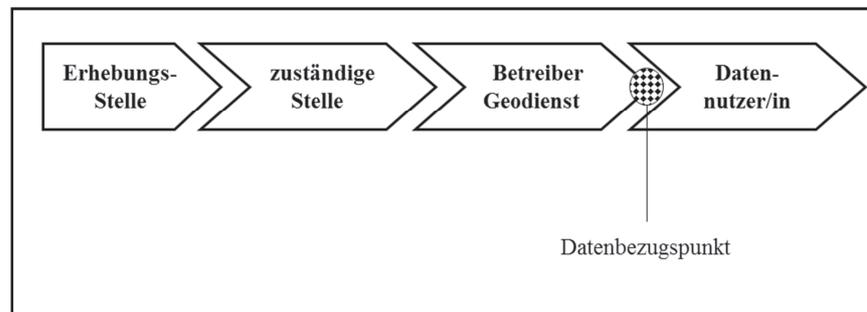 Erhebungs-
Stelle
zuständige
Stelle
Betreiber
Geodienst
Daten-
nutzer/in
Datenbezugspunkt